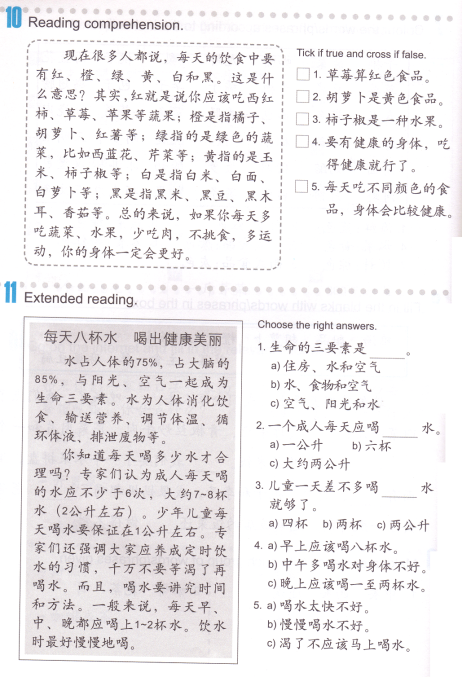 10 Reading comprehension.
现在很多人都说，每天的饮食中要
有红、橙、绿、黄、白和黑。这是什
么意思？其实，红就是说你应该吃西红
柿、草莓、苹果等蔬果；橙是指橘子、
胡萝卜、红薯等；绿指的是绿色的蔬
菜，比如西蓝花、芹菜等；黄指的是玉
米、柿子椒等；白是指白米、白面、
白萝卜等；黑是指黑米、黑豆、黑木
耳、香菇等。总的来说，如果你每天多
吃蔬菜、水果，少吃肉，不挑食，多运
动，你的身体一定会更好。
Tick if true and cross if false.
1. 草莓算红色食品。
2. 胡萝卜是黄色食品。
3. 柿子椒是一种水果。
4. 要有健康的身体，吃
得健康就行了。
5. 每天吃不同颜色的食
品，身体会比较健康。
11 Extended reading.
每天八杯水 喝出健康美丽
水占人体的75%，占大脑的
85%，与阳光、空气一起成为
生命三要素。水为人体消化饮
食、输送营养、调节体温、循
环体液、排泄废物等。
你知道每天喝多少水才合
理吗？专家们认为成人每天喝
的水应不少于6次，大约7~8杯
水（2公升左右）。少年儿童每
天喝水要保证在1公升左右。专
家们还强调大家应养成定时饮
水的习惯，千万不要等渴了再
喝水。而且，喝水要讲究时间
和方法。一般来说，每天早、
中、晚都应喝上1~2杯水。饮水
时最好慢慢地喝。
Choose the right answers.
1. 生命的三要素是______。
a) 住房、水和空气
b) 水、食物和空气
c) 空气、阳光和水
2. 一个成人每天应喝______水。
a) 一公升 b) 六杯
c) 大约两公升
3. 儿童一天差不多喝______水
就够了。
a) 四杯 b) 两杯 c) 两公升
4. a) 早上应该喝八杯水。
b) 中午多喝水对身体不好。
c) 晚上应该喝一至两杯水。
5. a) 喝水太快不好。
b) 慢慢喝水不好。
c) 渴了不应该马上喝水。